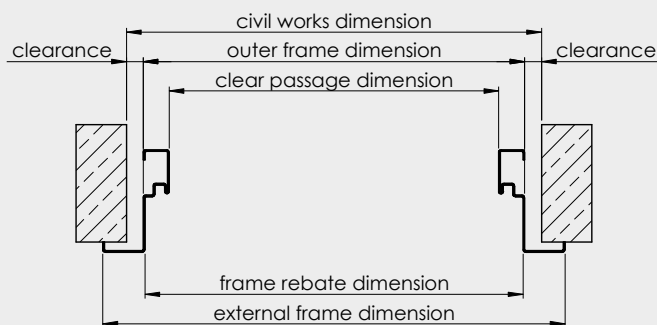 civil works dimension
clearance outer frame dimension clearance
clear passage dimension
frame rebate dimension
external frame dimension